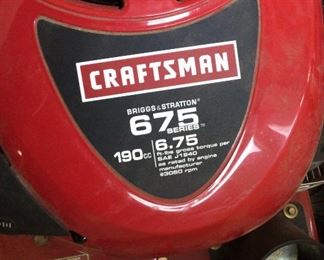 CRAFTSMAN
BRIGGS & STRATTON®
675
SERIES™
190cc
6.75
ft-lbs gross torque per
SAE J1940
as rated by engine
manufacturer
@3060 rpm